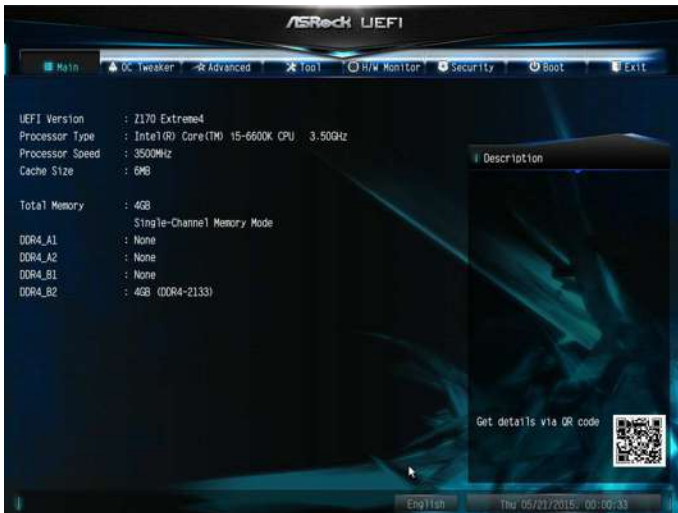 ASRock UEFI
Main OC Tweaker Advanced Tool H/W Monitor Security Boot Exit
UEFI Version : Z170 Extreme4
Processor Type : Intel(R) Core(TM) i5-6600K CPU 3.50GHz
Processor Speed : 3500MHz
Cache Size : 6MB
Total Memory : 4GB
Single-Channel Memory Mode
DDR4_A1 : None
DDR4_A2 : None
DDR4_B1 : None
DDR4_B2 : 4GB (DDR4-2133)
Description
Get details via QR code
English Thu 05/21/2015. 00:00:33